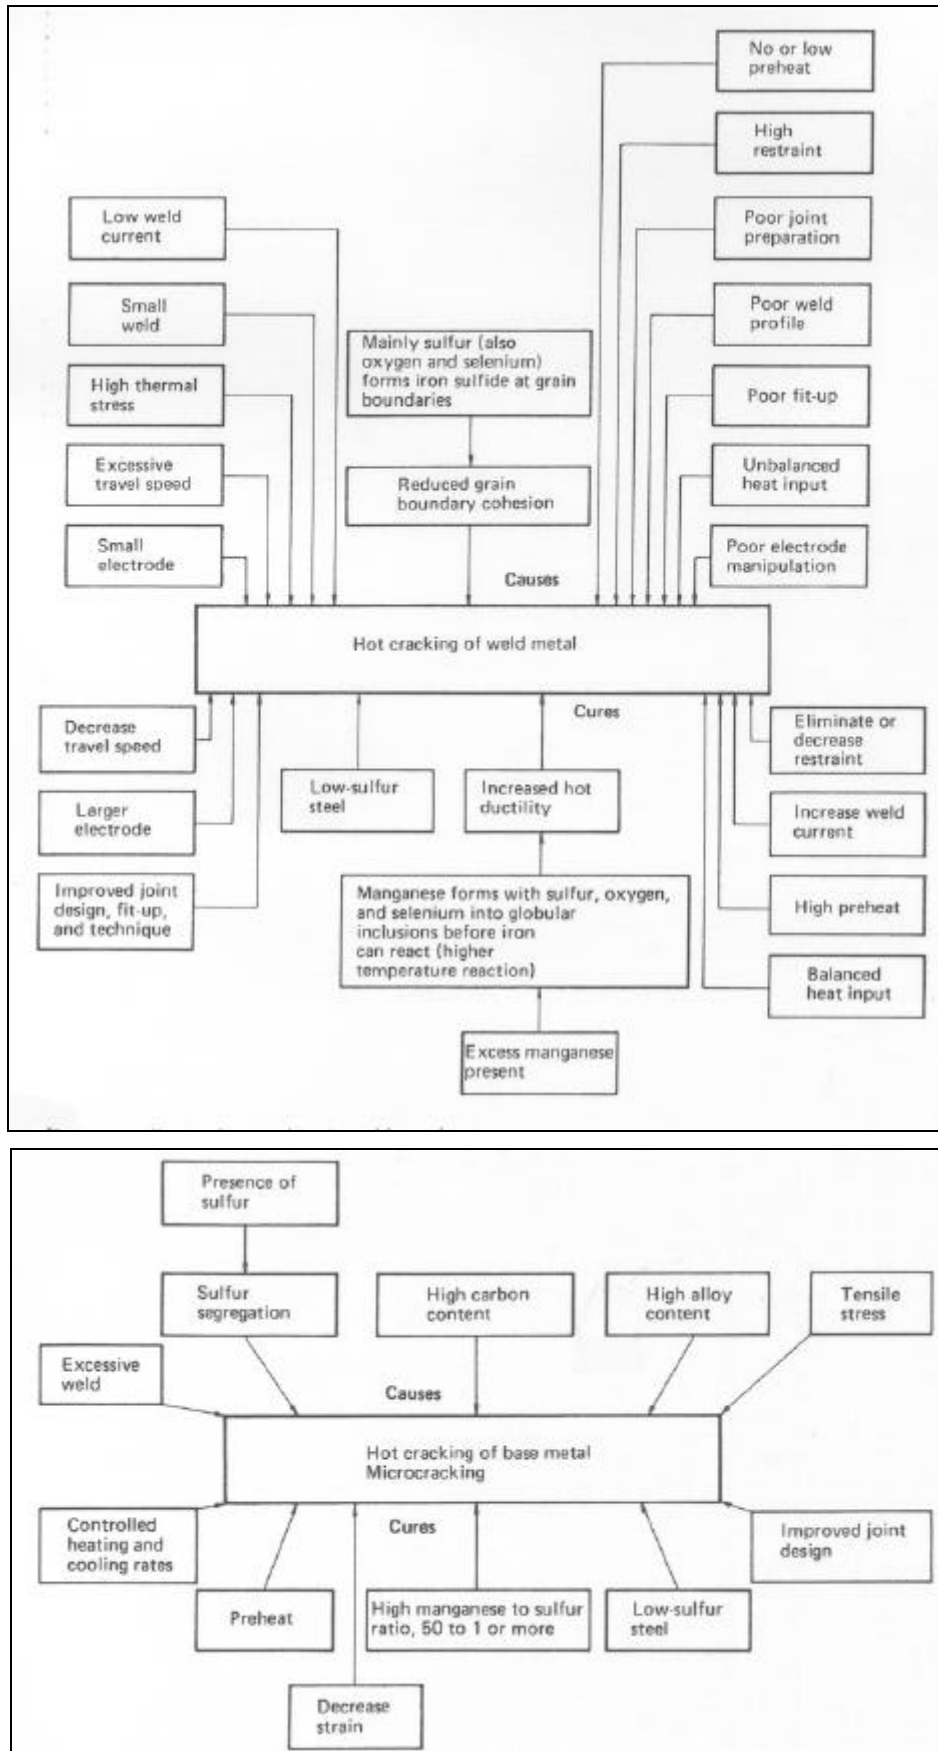 No or low
preheat
High
restraint
Low weld
current
Poor joint
preparation
Small
weld
Poor weld
profile
Mainly sulfur (also
oxygen and selenium)
forms iron sulfide at grain
boundaries
High thermal
stress
Poor fit-up
Excessive
travel speed
Reduced grain
boundary cohesion
Unbalanced
heat input
Small
electrode
Poor electrode
manipulation
Causes
Hot cracking of weld metal
Cures
Decrease
travel speed
Low-sulfur
steel
Increased hot
ductility
Eliminate or
decrease
restraint
Larger
electrode
Increase weld
current
Improved joint
design, fit-up,
and technique
Manganese forms with sulfur, oxygen,
and selenium into globular
inclusions before iron
can react (higher
temperature reaction)
High preheat
Balanced
heat input
Excess manganese
present
Presence of
sulfur
Sulfur
segregation
High carbon
content
High alloy
content
Tensile
stress
Excessive
weld
Causes
Hot cracking of base metal
Microcracking
Cures
Controlled
heating and
cooling rates
Improved joint
design
Preheat
High manganese to sulfur
ratio, 50 to 1 or more
Low-sulfur
steel
Decrease
strain